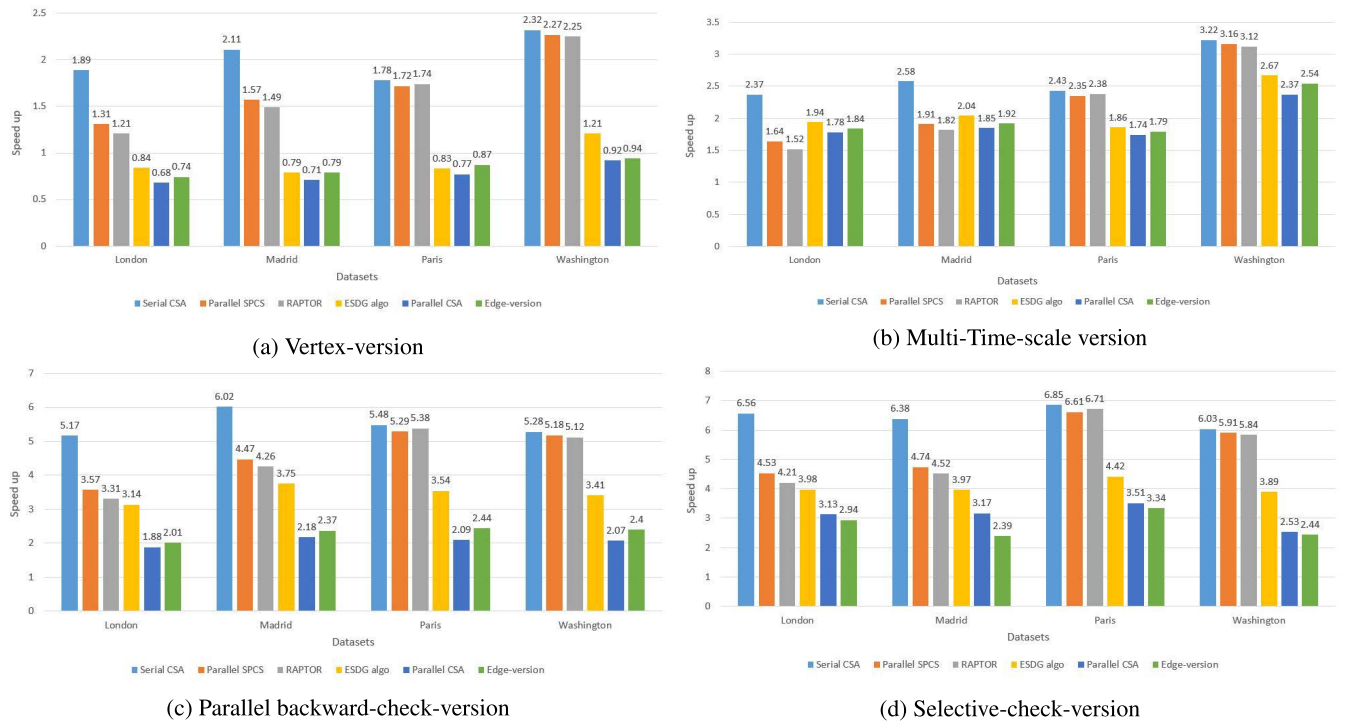 2.5
2
1.5
1
0.5
0
Speed up
1.89 1.31 1.21 0.84 0.68 0.74
2.11 1.57 1.49 0.79 0.71 0.79
1.78 1.72 1.74 0.83 0.77 0.87
2.32 2.27 2.25 1.21 0.92 0.94
London Madrid Paris Washington
Datasets
Serial CSA Parallel SPCS RAPTOR ESDG algo Parallel CSA Edge-version
(a) Vertex-version
3.5
3
2.5
2
1.5
1
0.5
0
Speed up
2.37 1.64 1.52 1.94 1.78 1.84
2.58 1.91 1.82 2.04 1.85 1.92
2.43 2.35 2.38 1.86 1.74 1.79
3.22 3.16 3.12 2.67 2.37 2.54
London Madrid Paris Washington
Datasets
Serial CSA Parallel SPCS RAPTOR ESDG algo Parallel CSA Edge-version
(b) Multi-Time-scale version
7
6
5
4
3
2
1
0
Speed up
5.17 3.57 3.31 3.14 1.88 2.01
6.02 4.47 4.26 3.75 2.18 2.37
5.48 5.29 5.38 3.54 2.09 2.44
5.28 5.18 5.12 3.41 2.07 2.4
London Madrid Paris Washington
Datasets
Serial CSA Parallel SPCS RAPTOR ESDG algo Parallel CSA Edge-version
(c) Parallel backward-check-version
8
7
6
5
4
3
2
1
0
Speed up
6.56 4.53 4.21 3.98 3.13 2.94
6.38 4.74 4.52 3.97 3.17 2.39
6.85 6.61 6.71 4.42 3.51 3.34
6.03 5.91 5.84 3.89 2.53 2.44
London Madrid Paris Washington
Datasets
Serial CSA Parallel SPCS RAPTOR ESDG algo Parallel CSA Edge-version
(d) Selective-check-version